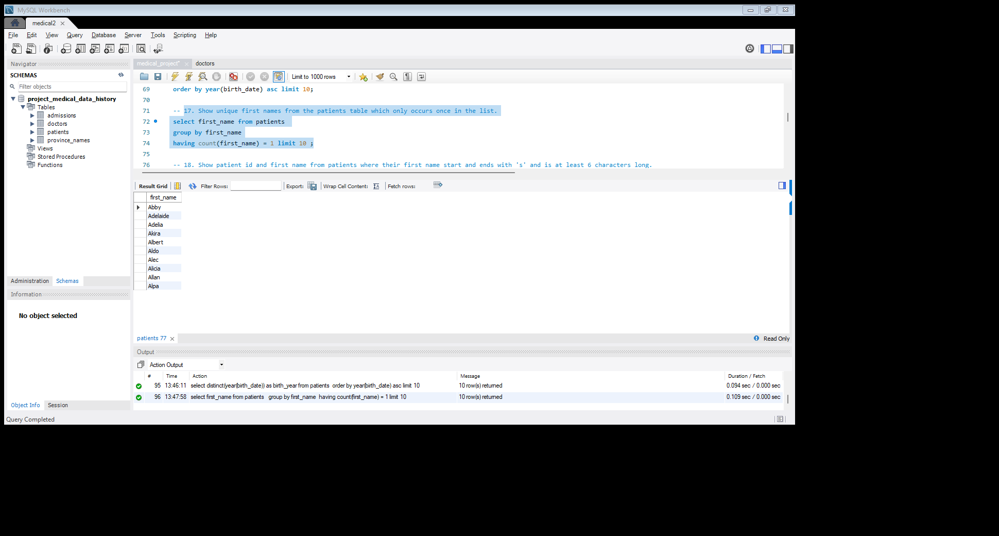 MySQL Workbench
medical2
File Edit View Query Database Server Tools Scripting Help
Navigator
SCHEMAS
Filter objects
project_medical_data_history
Tables
admissions
doctors
patients
province_names
Views
Stored Procedures
Functions
Administration Schemas
Information
No object selected
Object Info Session
medical_project* doctors
Limit to 1000 rows
69 order by year(birth_date) asc limit 10;
70
71 -- 17. Show unique first names from the patients table which only occurs once in the list.
72 select first_name from patients
73 group by first_name
74 having count(first_name) = 1 limit 10 ;
75
76 -- 18. Show patient id and first name from patients where their first name start and ends with 's' and is at least 6 characters long.
Result Grid Filter Rows: Export: Wrap Cell Content: Fetch rows:
first_name
Abby
Adelaide
Adelia
Akira
Albert
Aldo
Alec
Alicia
Allan
Alpa
patients 77 Read Only
Output
Action Output
# Time Action Message Duration / Fetch
95 13:46:11 select distinct(year(birth_date)) as birth_year from patients order by year(birth_date) asc limit 10 10 row(s) returned 0.094 sec / 0.000 sec
96 13:47:58 select first_name from patients group by first_name having count(first_name) = 1 limit 10 10 row(s) returned 0.109 sec / 0.000 sec
Query Completed